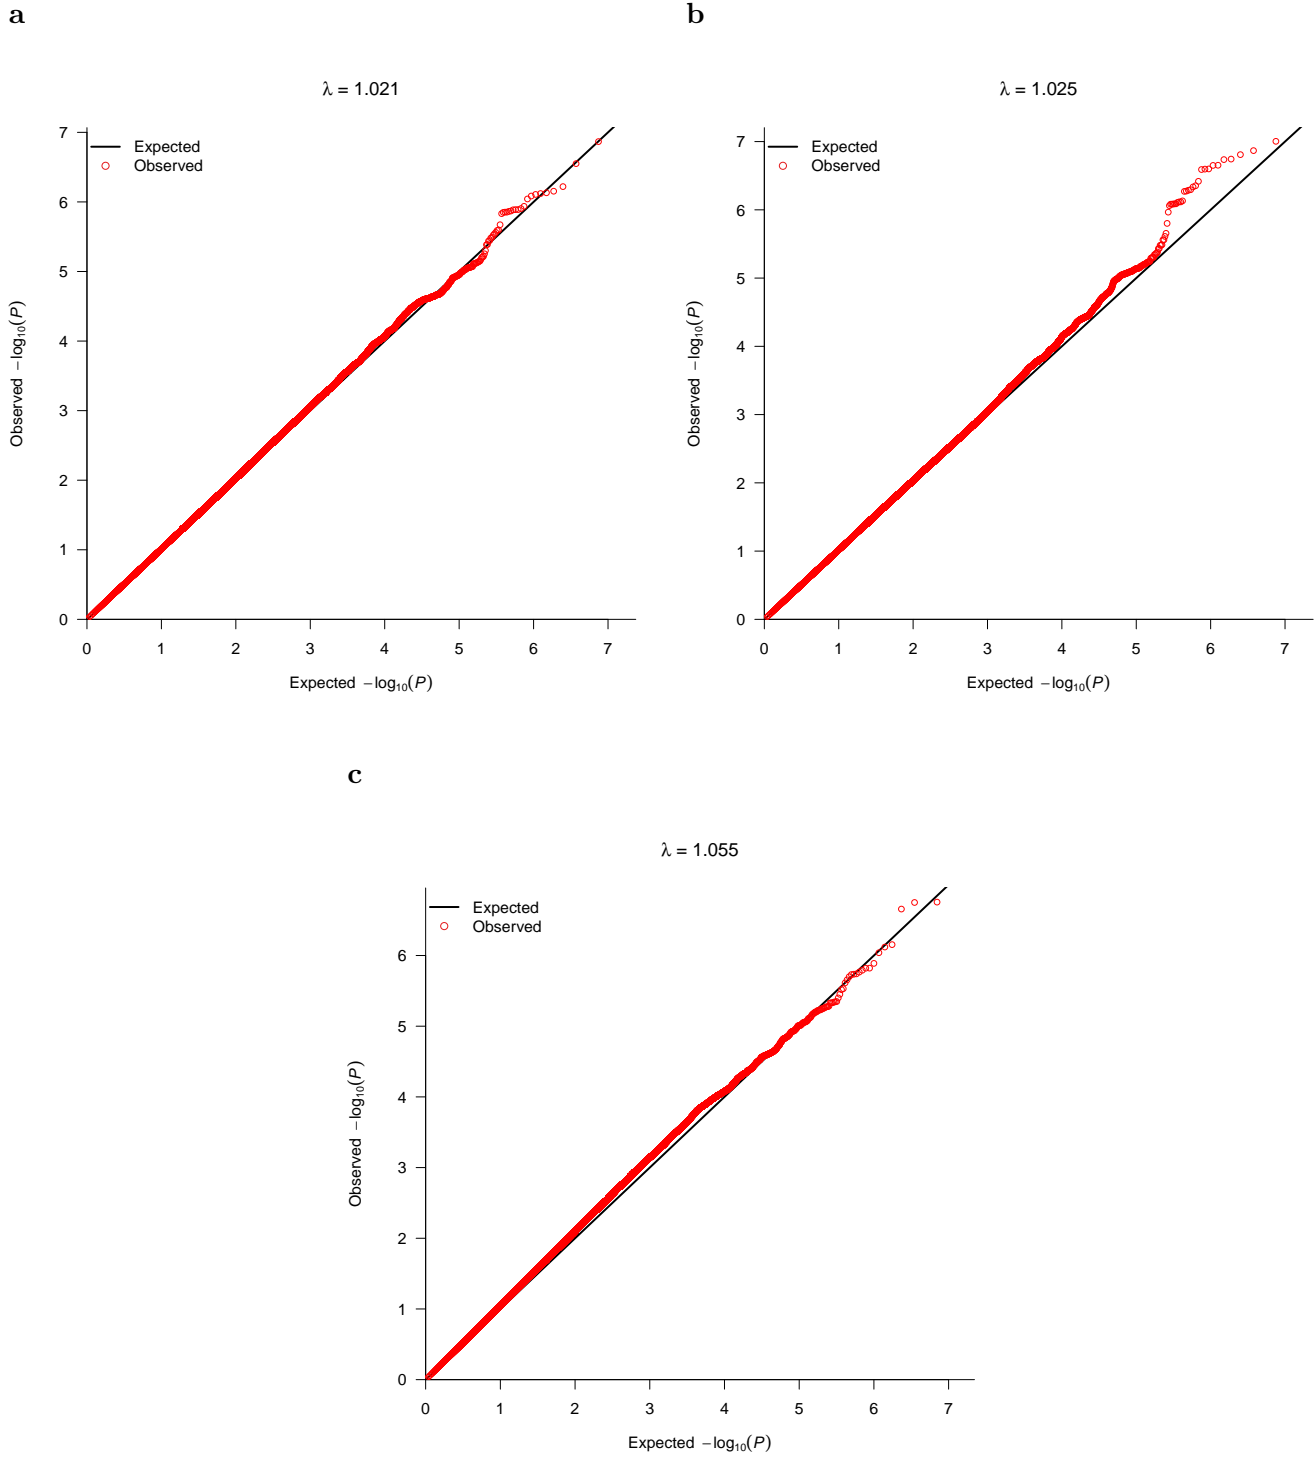 a
λ = 1.021
Expected
Observed
7
6
5
4
3
2
1
0
Observed −log₁₀(P)
0 1 2 3 4 5 6 7
Expected −log₁₀(P)
b
λ = 1.025
Expected
Observed
7
6
5
4
3
2
1
0
Observed −log₁₀(P)
0 1 2 3 4 5 6 7
Expected −log₁₀(P)
c
λ = 1.055
Expected
Observed
6
5
4
3
2
1
0
Observed −log₁₀(P)
0 1 2 3 4 5 6 7
Expected −log₁₀(P)